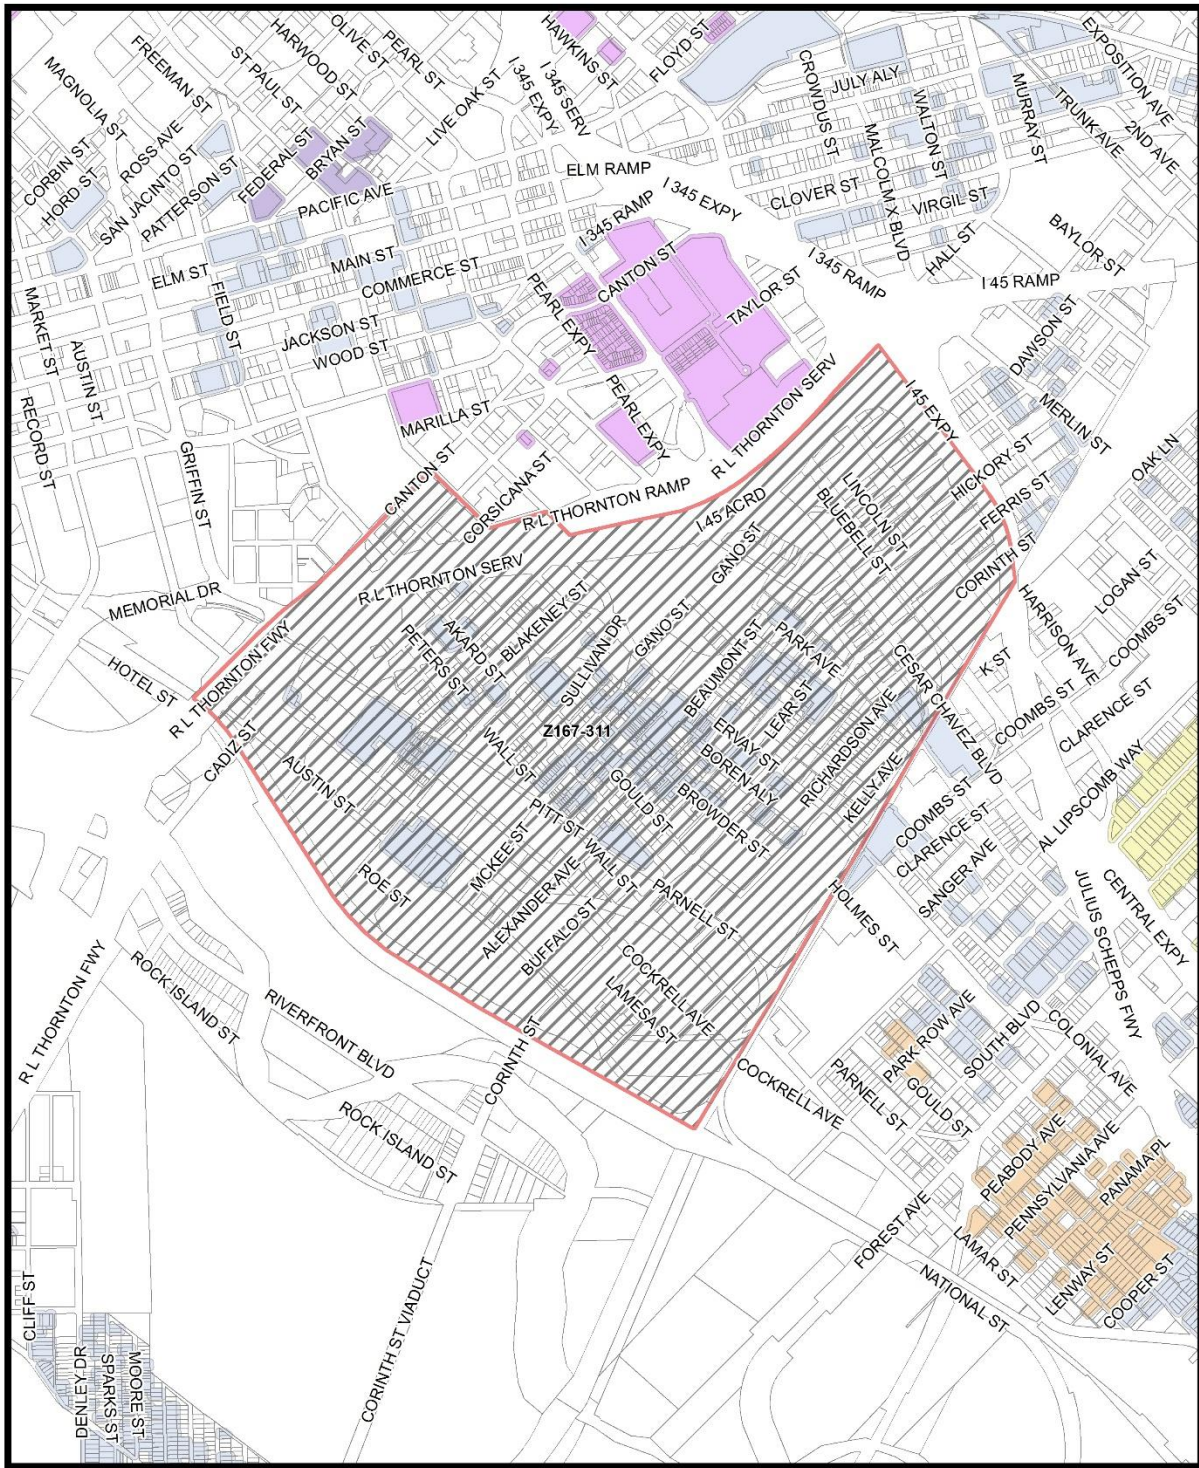 HAWKINS ST
FLOYD ST
EXPOSITION AVE
OLIVE ST
PEARL ST
HARWOOD ST
FREEMAN ST
ST PAUL ST
MAGNOLIA ST
LIVE OAK ST
I 345 EXPY
I 345 SERV
CROWDUS ST
JULY ALY
MURRAY ST
TRUNK AVE
2ND AVE
WALTON ST
MALCOLM X BLVD
CORBIN ST
HORD ST
ROSS AVE
SAN JACINTO ST
PATTERSON ST
FEDERAL ST
BRYAN ST
PACIFIC AVE
ELM RAMP
I 345 EXPY
CLOVER ST
VIRGIL ST
HALL ST
BAYLOR ST
I 345 RAMP
I 345 RAMP
I 45 RAMP
ELM ST
MAIN ST
COMMERCE ST
FIELD ST
JACKSON ST
WOOD ST
MARKET ST
AUSTIN ST
RECORD ST
PEARL EXPY
CANTON ST
TAYLOR ST
PEARL EXPY
MARILLA ST
R L THORNTON SERV
I 45 EXPY
DAWSON ST
MERLIN ST
OAK LN
HICKORY ST
FERRIS ST
GRIFFIN ST
CANTON ST
CORSICANA ST
R L THORNTON RAMP
I 45 ACRD
LINCOLN ST
BLUEBELL ST
GANO ST
CORINTH ST
LOGAN ST
COOMBS ST
HARRISON AVE
MEMORIAL DR
R L THORNTON SERV
HOTEL ST
R L THORNTON FWY
CADIZ ST
PETERS ST
AKARD ST
BLAKENEY ST
SULLIVAN DR
GANO ST
BEAUMONT ST
PARK AVE
LEAR ST
CESAR CHAVEZ BLVD
K ST
COOMBS ST
CLARENCE ST
Z167-311
WALL ST
ERVAY ST
BOREN ALY
RICHARDSON AVE
KELLY AVE
AUSTIN ST
PITT ST
GOULD ST
BROWDER ST
WALL ST
COOMBS ST
CLARENCE ST
SANGER AVE
AL LIPSCOMB WAY
ROE ST
MCKEE ST
ALEXANDER AVE
BUFFALO ST
PARNELL ST
HOLMES ST
JULIUS SCHEPPS FWY
CENTRAL EXPY
COCKRELL AVE
LAMESA ST
R L THORNTON FWY
ROCK ISLAND ST
RIVERFRONT BLVD
CORINTH ST
ROCK ISLAND ST
COCKRELL AVE
PARNELL ST
PARK ROW AVE
GOULD ST
SOUTH BLVD
COLONIAL AVE
PEABODY AVE
PENNSYLVANIA AVE
PANAMA PL
FOREST AVE
LAMAR ST
LENWAY ST
COOPER ST
NATIONAL ST
CORINTH ST VIADUCT
CLIFF ST
DENLEY DR
SPARKS ST
MOORE ST